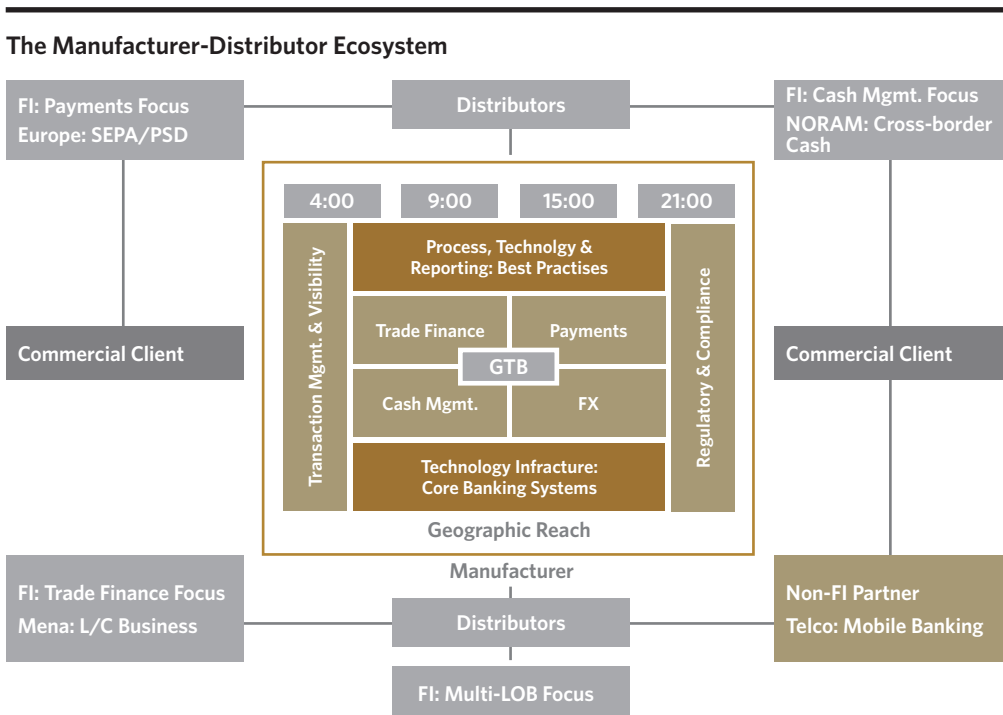 The Manufacturer-Distributor Ecosystem
FI: Payments Focus
Europe: SEPA/PSD
Distributors
FI: Cash Mgmt. Focus
NORAM: Cross-border
Cash
4:00
9:00
15:00
21:00
Transaction Mgmt. & Visibility
Process, Technolgy &
Reporting: Best Practises
Regulatory & Compliance
Trade Finance
Payments
GTB
Cash Mgmt.
FX
Technology Infracture:
Core Banking Systems
Geographic Reach
Commercial Client
Commercial Client
Manufacturer
FI: Trade Finance Focus
Mena: L/C Business
Distributors
Non-FI Partner
Telco: Mobile Banking
FI: Multi-LOB Focus